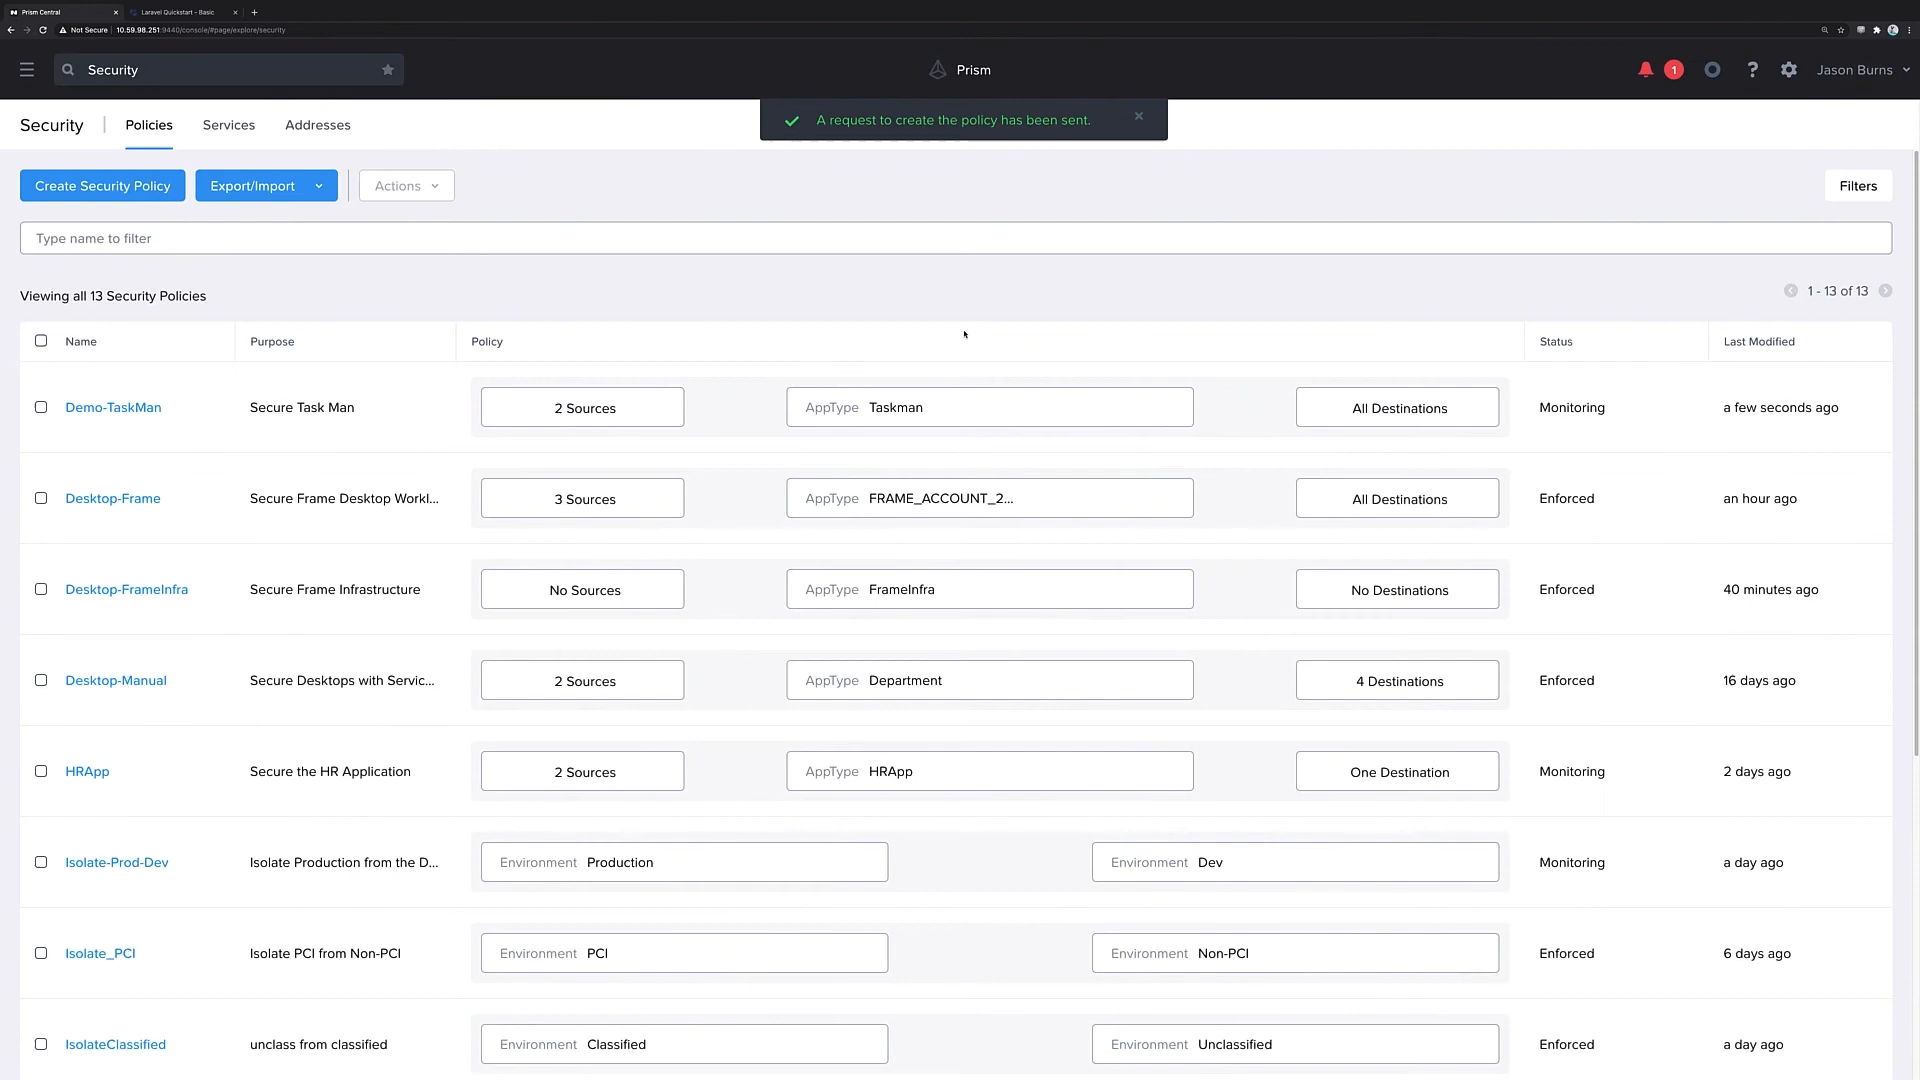 Prism Central
Laravel Quickstart - Basic
Not Secure 10.59.98.251:9440/console/#page/explore/security
Security
Prism
1
?
Jason Burns
Security
Policies
Services
Addresses
A request to create the policy has been sent.
Create Security Policy
Export/Import
Actions
Filters
Type name to filter
Viewing all 13 Security Policies
1 - 13 of 13
Name Purpose Policy Status Last Modified
Demo-TaskMan Secure Task Man 2 Sources AppType Taskman All Destinations Monitoring a few seconds ago
Desktop-Frame Secure Frame Desktop Workl... 3 Sources AppType FRAME_ACCOUNT_2... All Destinations Enforced an hour ago
Desktop-FrameInfra Secure Frame Infrastructure No Sources AppType FrameInfra No Destinations Enforced 40 minutes ago
Desktop-Manual Secure Desktops with Servic... 2 Sources AppType Department 4 Destinations Enforced 16 days ago
HRApp Secure the HR Application 2 Sources AppType HRApp One Destination Monitoring 2 days ago
Isolate-Prod-Dev Isolate Production from the D... Environment Production Environment Dev Monitoring a day ago
Isolate_PCI Isolate PCI from Non-PCI Environment PCI Environment Non-PCI Enforced 6 days ago
IsolateClassified unclass from classified Environment Classified Environment Unclassified Enforced a day ago